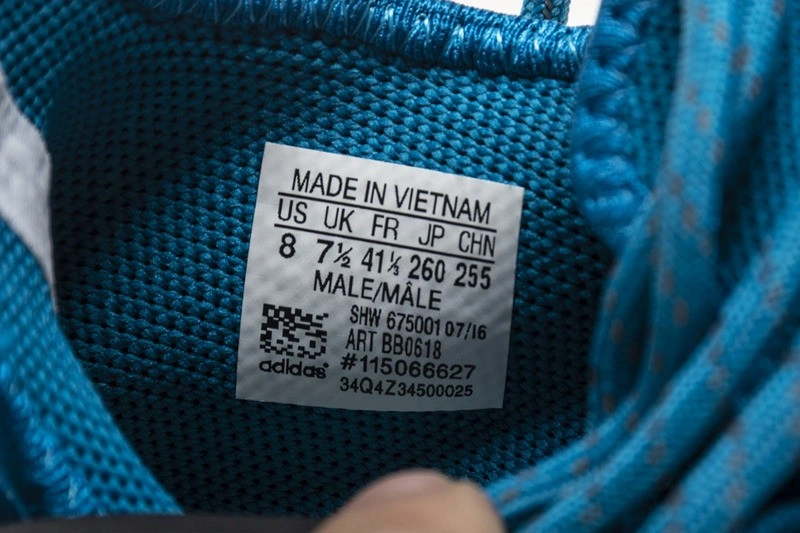 MADE IN VIETNAM
US UK FR JP CHN
8 7½ 41⅓ 260 255
MALE/MÂLE
SHW 675001 07/16
ART BB0618
#115066627
adidas
34Q4Z34500025